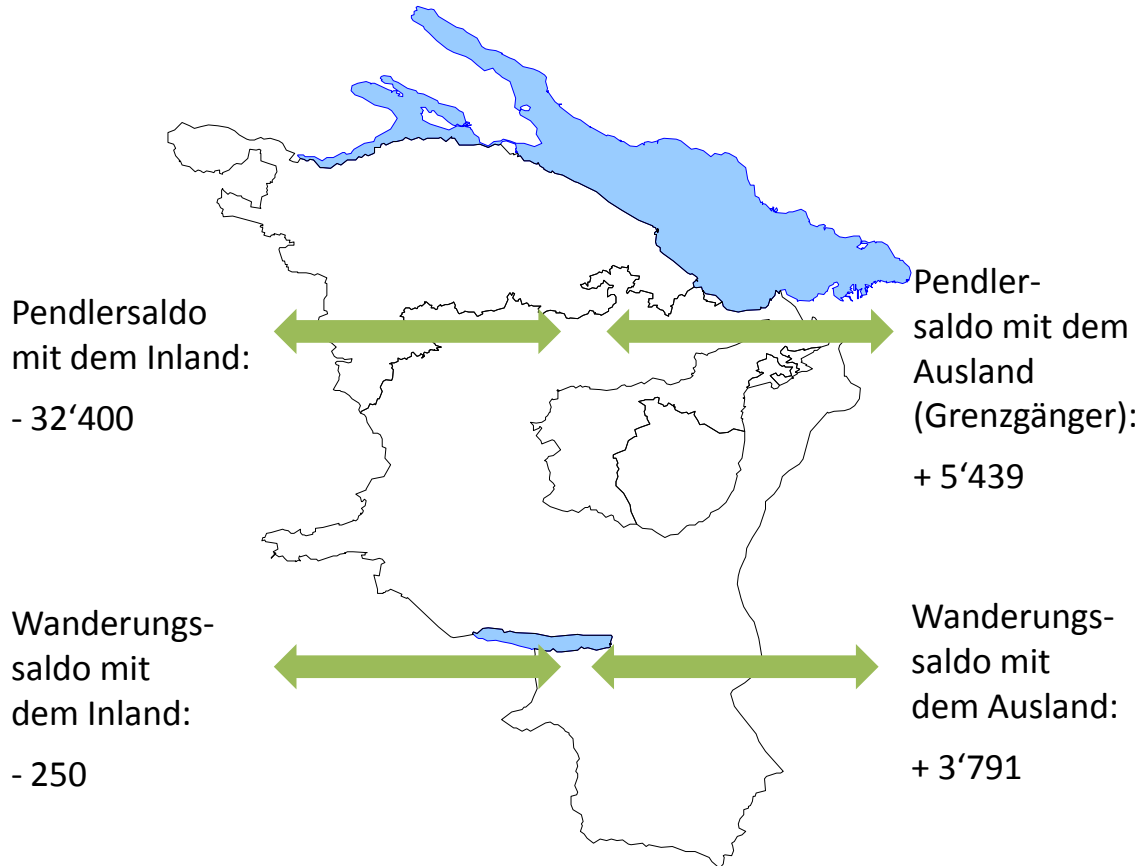 Pendlersaldo
mit dem Inland:
- 32‘400
Pendler-
saldo mit dem
Ausland
(Grenzgänger):
+ 5‘439
Wanderungs-
saldo mit
dem Inland:
- 250
Wanderungs-
saldo mit
dem Ausland:
+ 3‘791